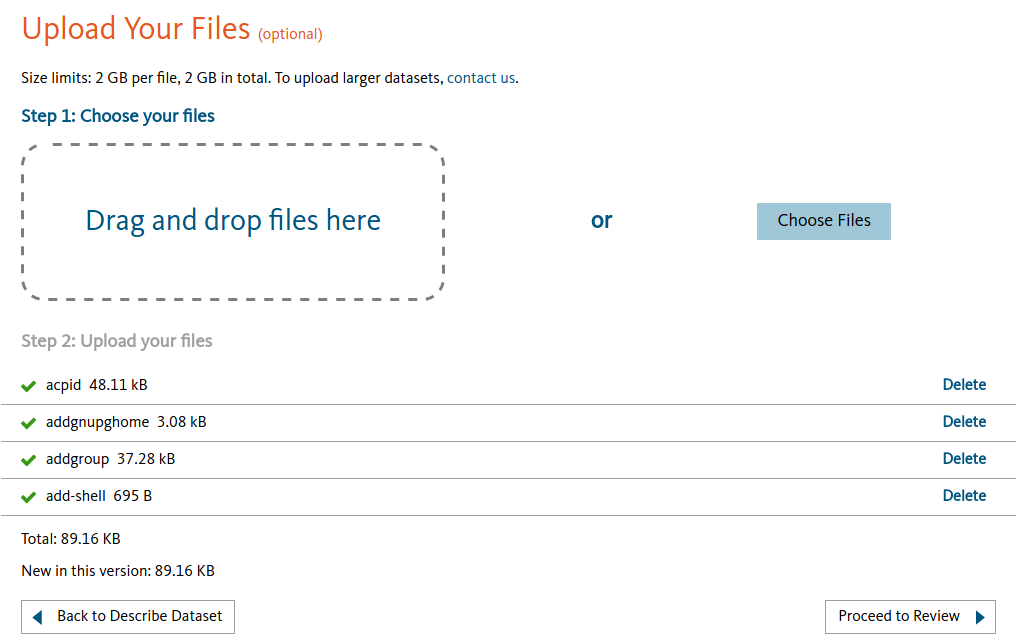 Upload Your Files (optional)
Size limits: 2 GB per file, 2 GB in total. To upload larger datasets, contact us.
Step 1: Choose your files
Drag and drop files here
or
Choose Files
Step 2: Upload your files
acpid 48.11 kB Delete
addgnupghome 3.08 kB Delete
addgroup 37.28 kB Delete
add-shell 695 B Delete
Total: 89.16 KB
New in this version: 89.16 KB
Back to Describe Dataset
Proceed to Review